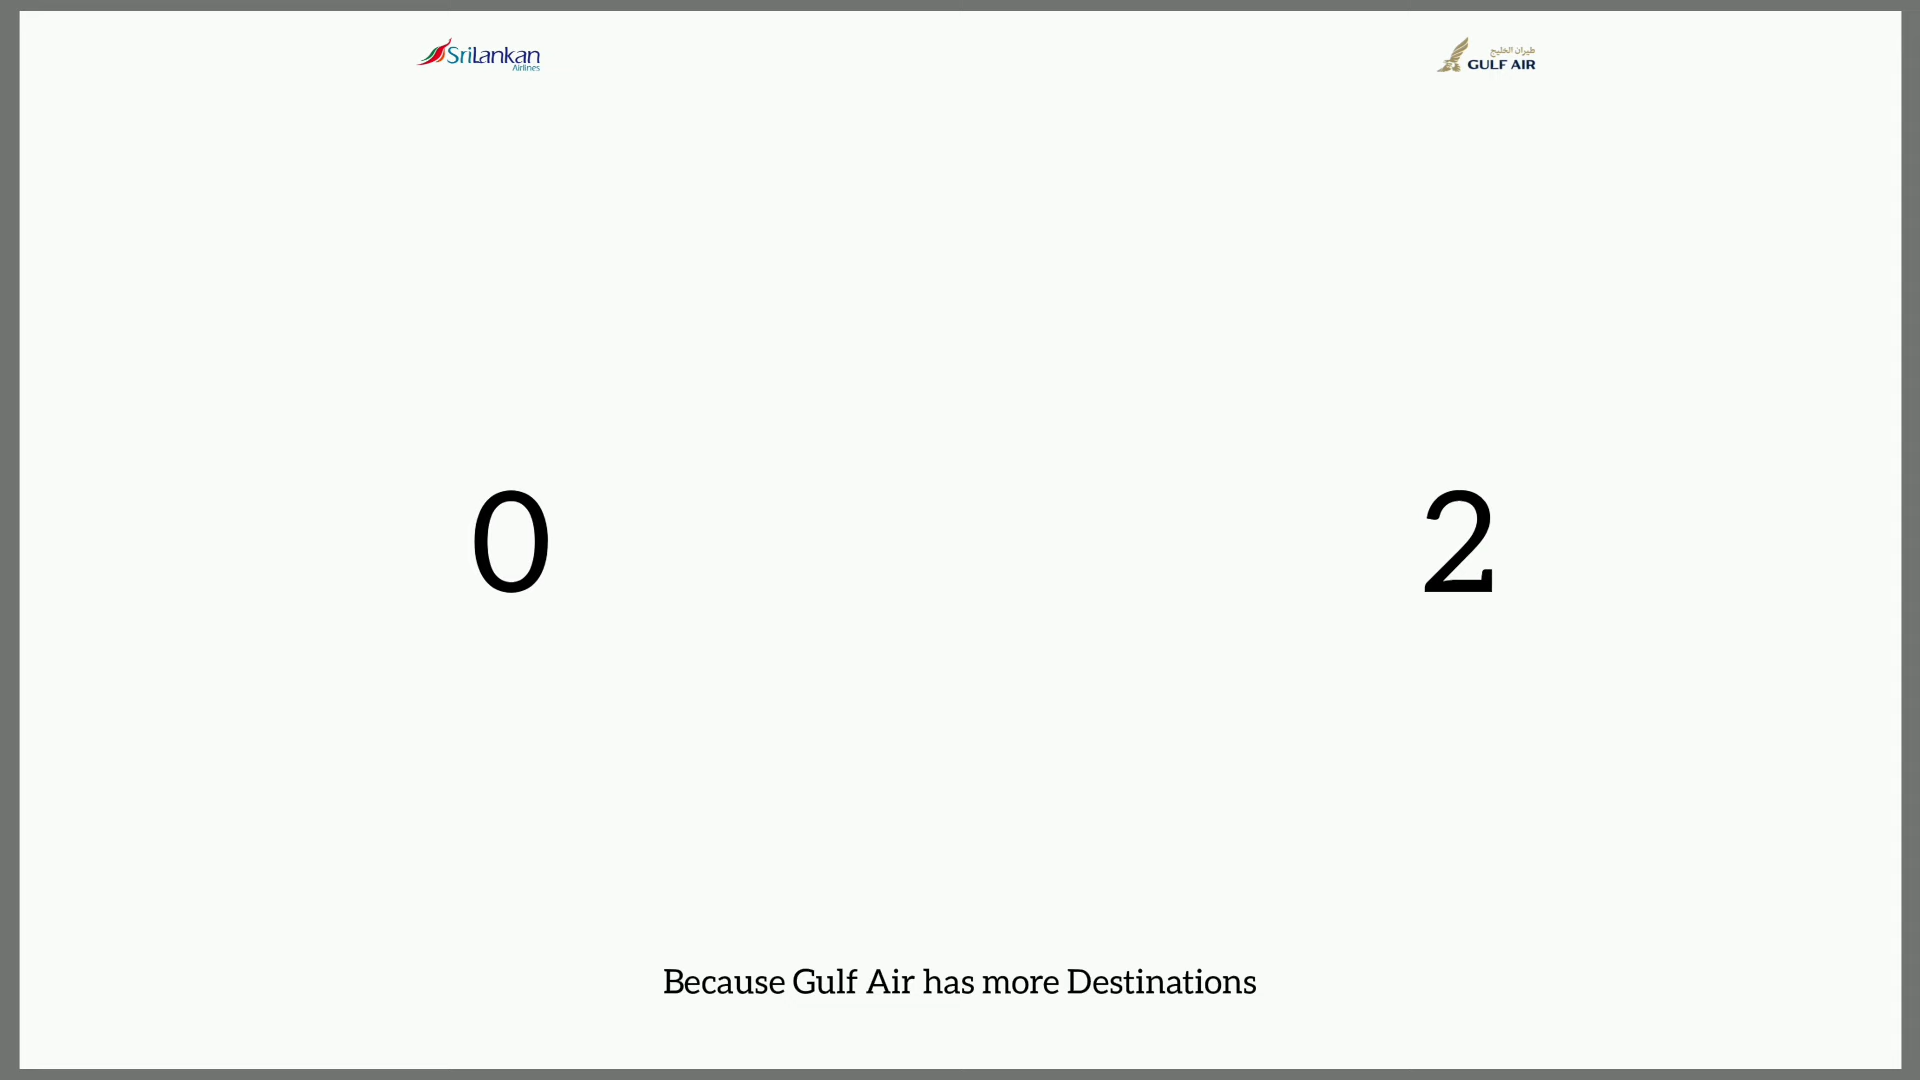 SriLankan
Airlines
طيران الخليج
GULF AIR
0
2
Because Gulf Air has more Destinations